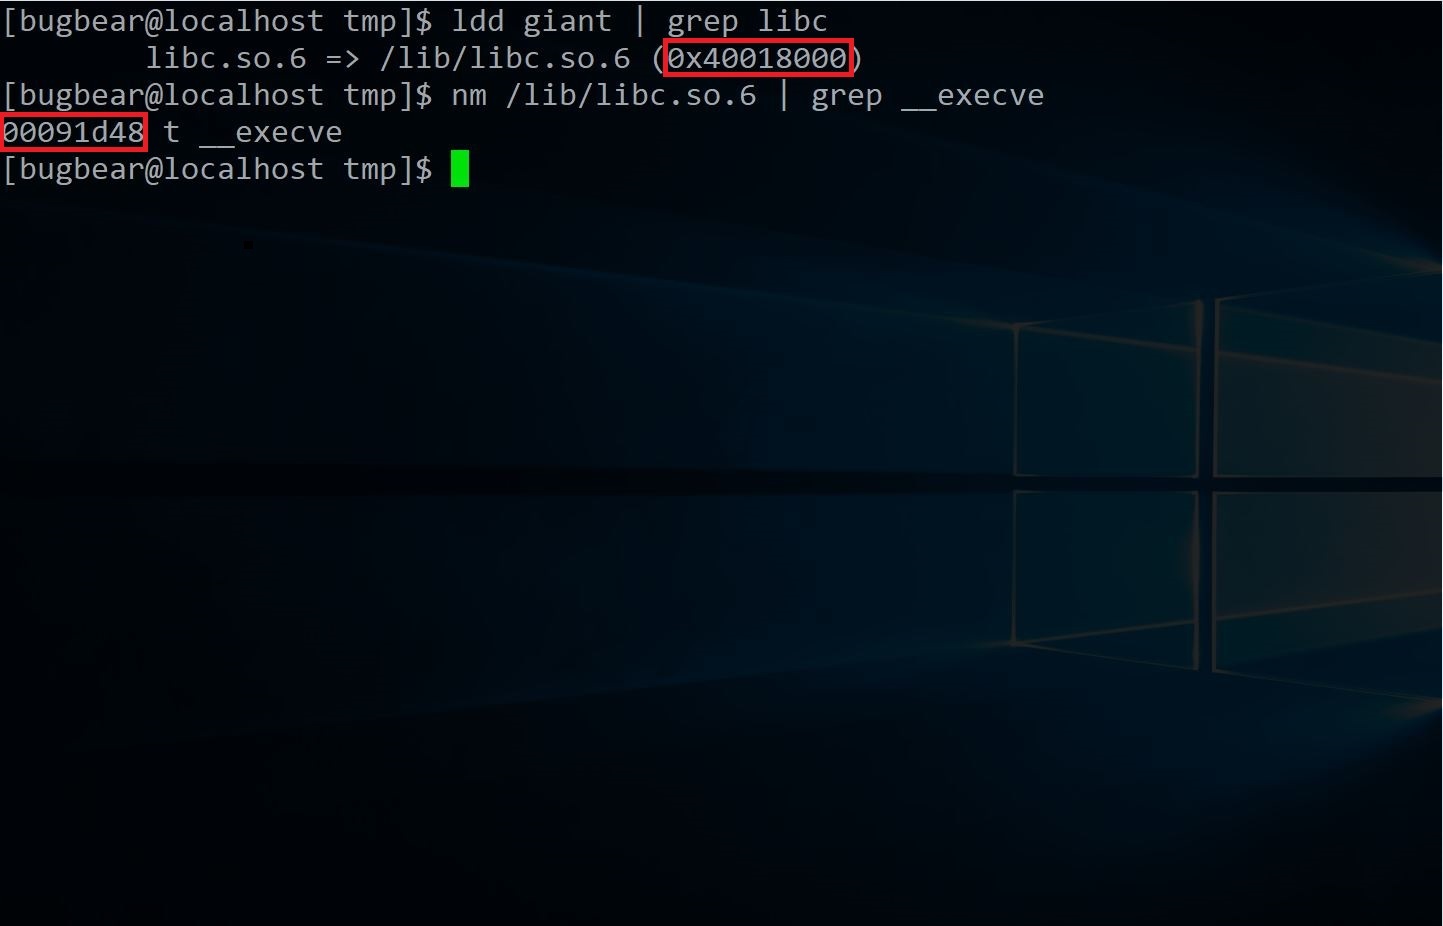 [bugbear@localhost tmp]$ ldd giant | grep libc
libc.so.6 => /lib/libc.so.6 (0x40018000)
[bugbear@localhost tmp]$ nm /lib/libc.so.6 | grep __execve
00091d48 t __execve
[bugbear@localhost tmp]$